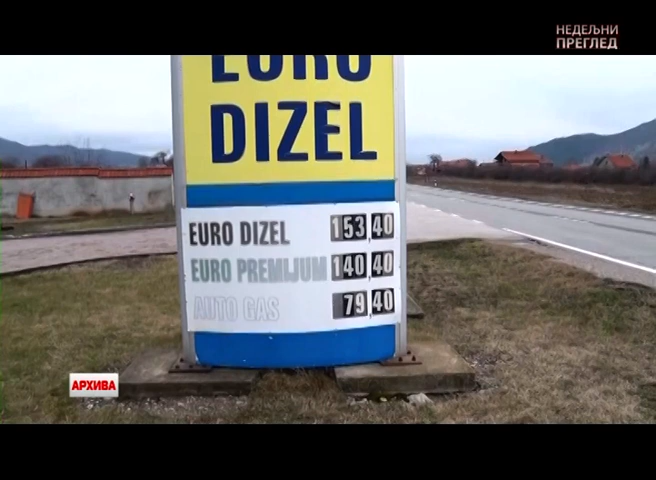 НЕДЕЉНИ
ПРЕГЛЕД
EURO
DIZEL
EURO DIZEL 153,40
EURO PREMIJUM 140,40
AUTO GAS 79,40
АРХИВА